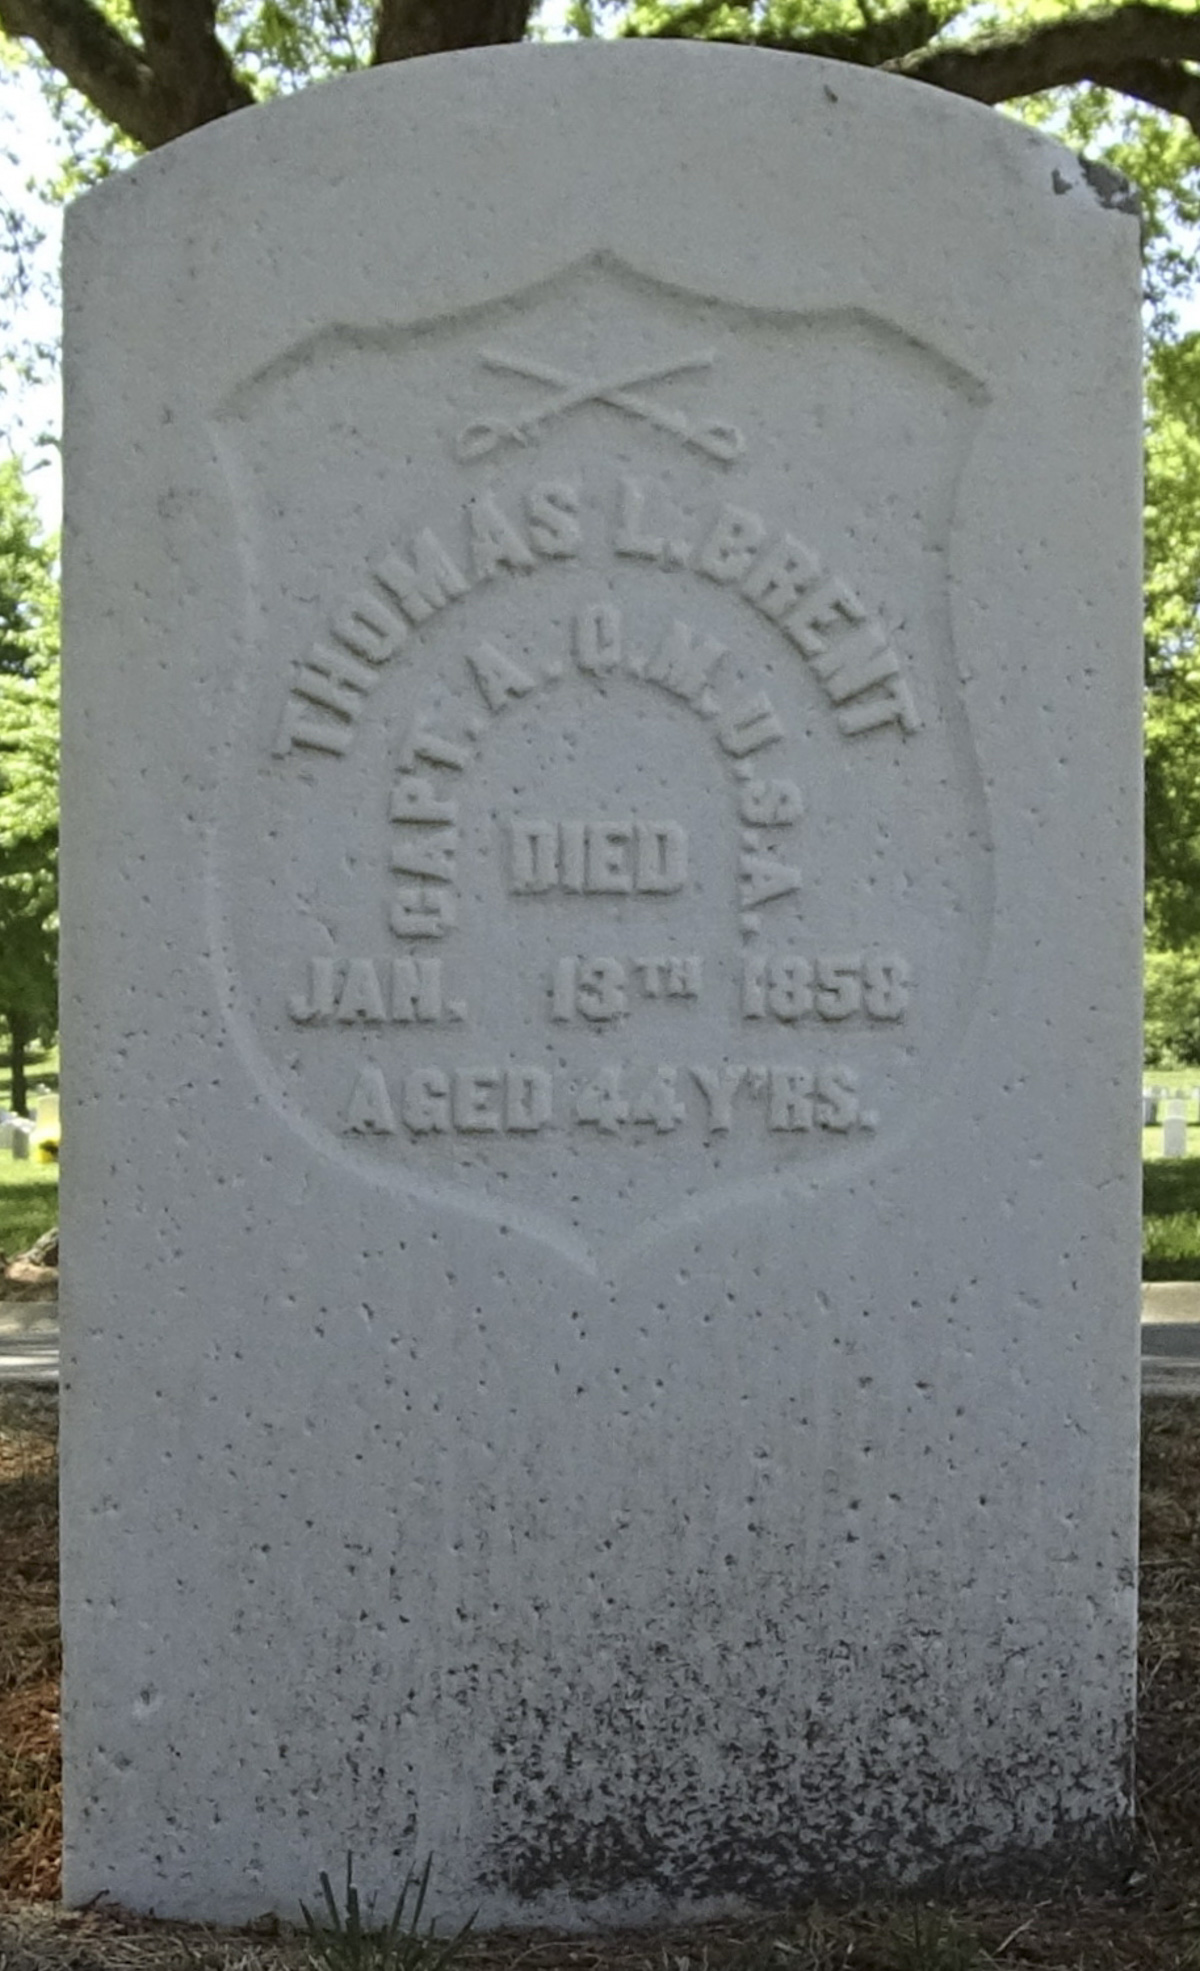 THOMAS L. BRENT
CAPT. A. Q. M. U. S. A.
DIED
JAN. 13TH 1858
AGED 44 Y'RS.